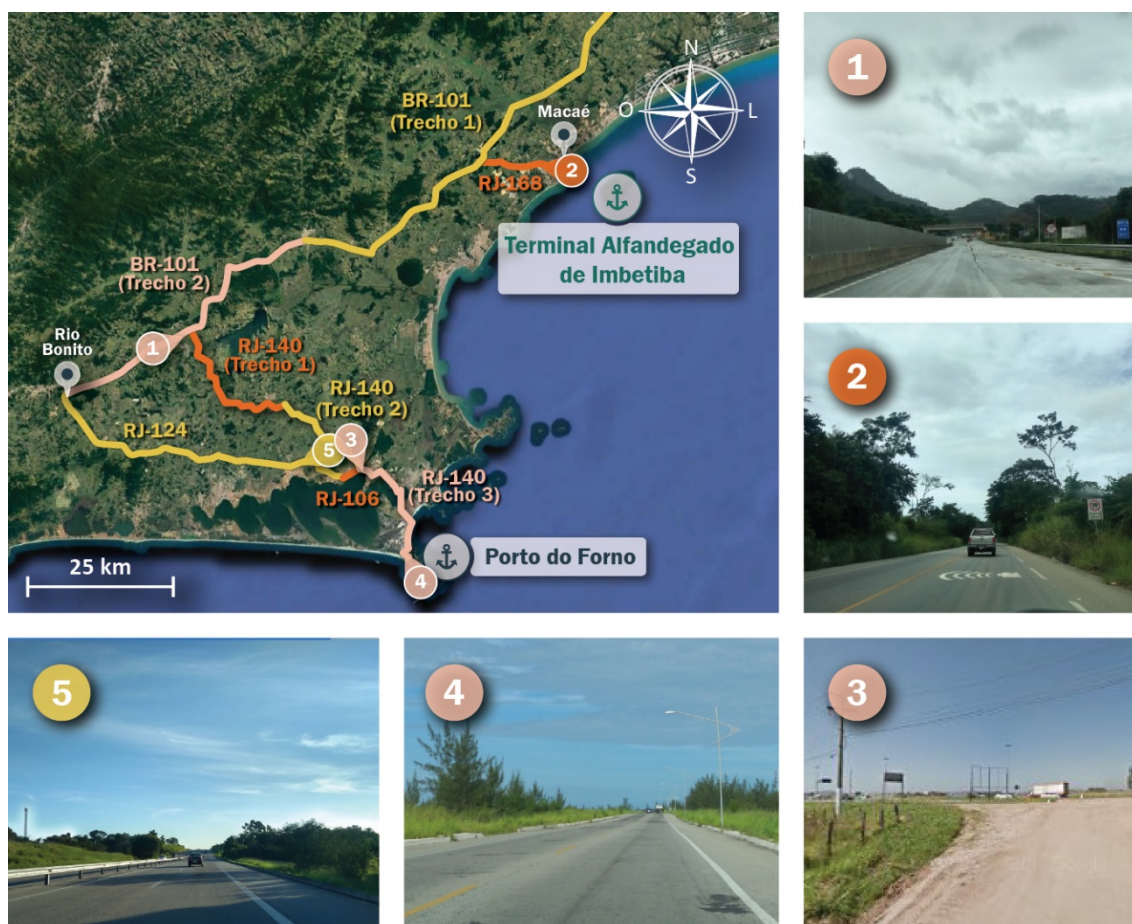 BR-101
(Trecho 1)
Macaé
N
O
L
S
2
RJ-168
Terminal Alfandegado
de Imbetiba
BR-101
(Trecho 2)
Rio
Bonito
1
RJ-140
(Trecho 1)
RJ-140
(Trecho 2)
RJ-124
5
3
RJ-106
RJ-140
(Trecho 3)
25 km
4
Porto do Forno
1
2
5
4
3